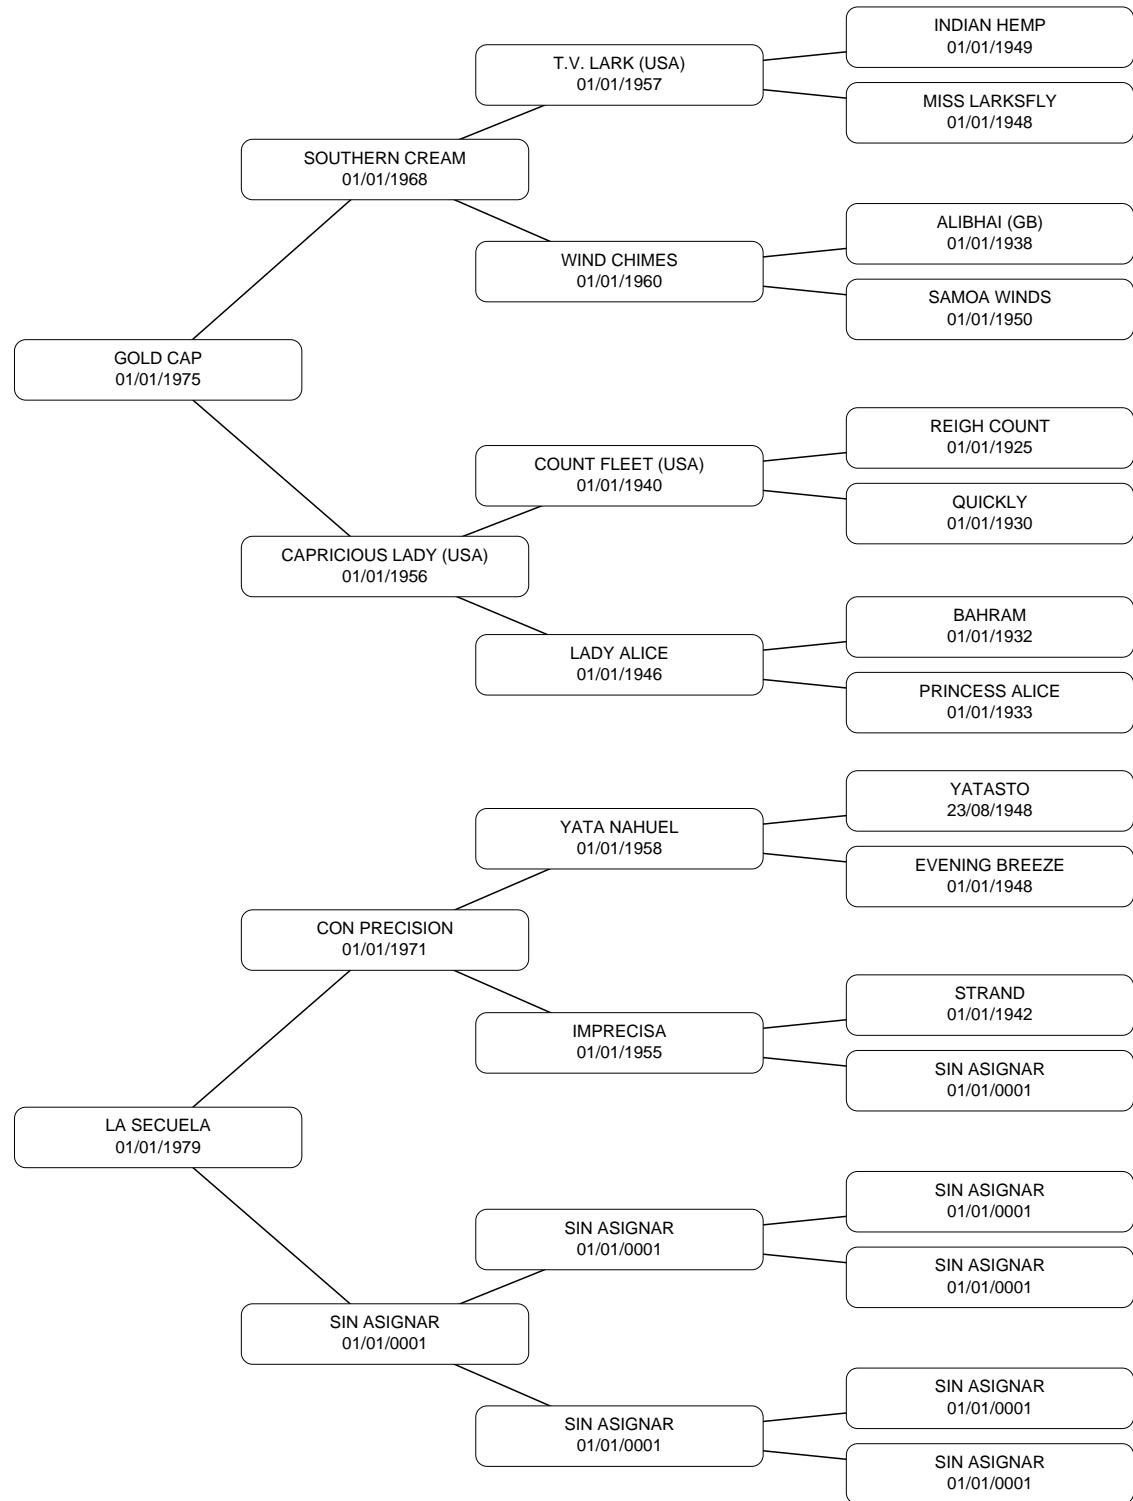 INDIAN HEMP
01/01/1949
T.V. LARK (USA)
01/01/1957
MISS LARKSFLY
01/01/1948
SOUTHERN CREAM
01/01/1968
ALIBHAI (GB)
01/01/1938
WIND CHIMES
01/01/1960
SAMOA WINDS
01/01/1950
GOLD CAP
01/01/1975
REIGH COUNT
01/01/1925
COUNT FLEET (USA)
01/01/1940
QUICKLY
01/01/1930
CAPRICIOUS LADY (USA)
01/01/1956
BAHRAM
01/01/1932
LADY ALICE
01/01/1946
PRINCESS ALICE
01/01/1933
YATASTO
23/08/1948
YATA NAHUEL
01/01/1958
EVENING BREEZE
01/01/1948
CON PRECISION
01/01/1971
STRAND
01/01/1942
IMPRECISA
01/01/1955
SIN ASIGNAR
01/01/0001
LA SECUELA
01/01/1979
SIN ASIGNAR
01/01/0001
SIN ASIGNAR
01/01/0001
SIN ASIGNAR
01/01/0001
SIN ASIGNAR
01/01/0001
SIN ASIGNAR
01/01/0001
SIN ASIGNAR
01/01/0001
SIN ASIGNAR
01/01/0001